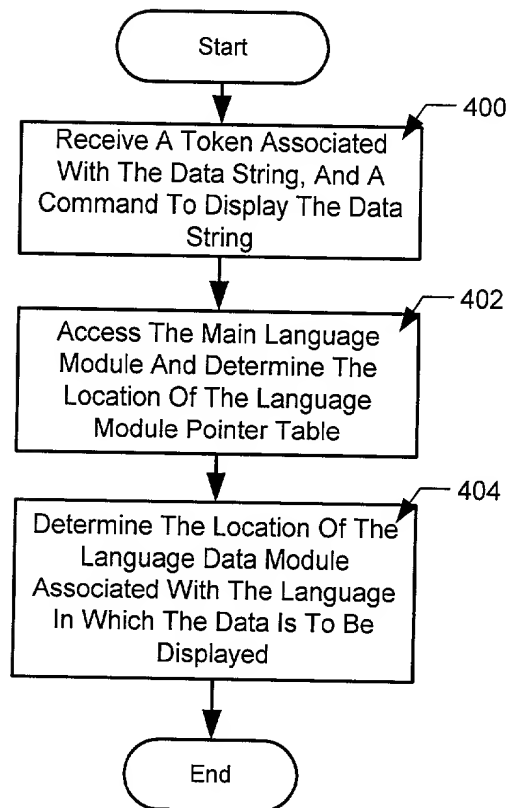 Start
400
Receive A Token Associated
With The Data String, And A
Command To Display The Data
String
402
Access The Main Language
Module And Determine The
Location Of The Language
Module Pointer Table
404
Determine The Location Of The
Language Data Module
Associated With The Language
In Which The Data Is To Be
Displayed
End